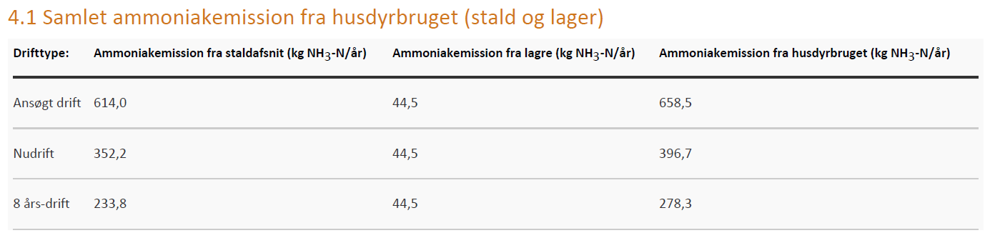 4.1 Samlet ammoniakemission fra husdyrbruget (stald og lager)
Drifttype: Ammoniakemission fra staldafsnit (kg NH3-N/år) Ammoniakemission fra lagre (kg NH3-N/år) Ammoniakemission fra husdyrbruget (kg NH3-N/år)
Ansøgt drift 614,0 44,5 658,5
Nudrift 352,2 44,5 396,7
8 års-drift 233,8 44,5 278,3